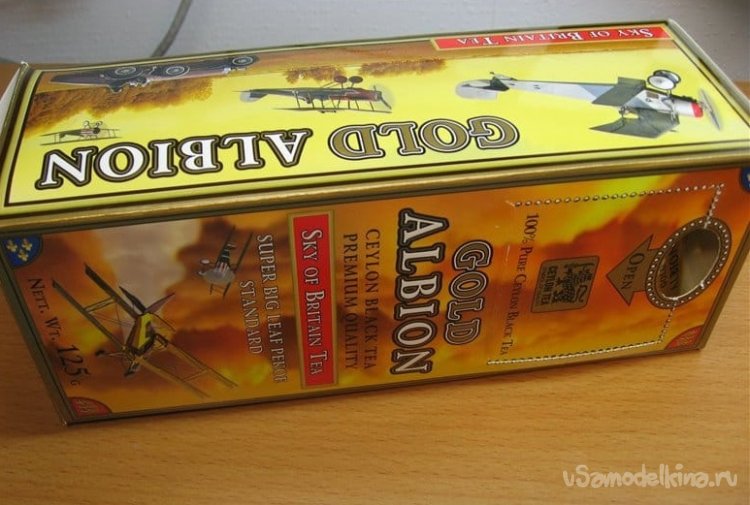 SKY OF BRITAIN TEA
GOLD ALBION
OPEN
100% PURE CEYLON BLACK TEA
GOLD
ALBION
CEYLON BLACK TEA
PREMIUM QUALITY
SKY OF BRITAIN TEA
SUPER BIG LEAF PEKOE
STANDARD
NETT. WT. 125 G
vSamodelkina.ru